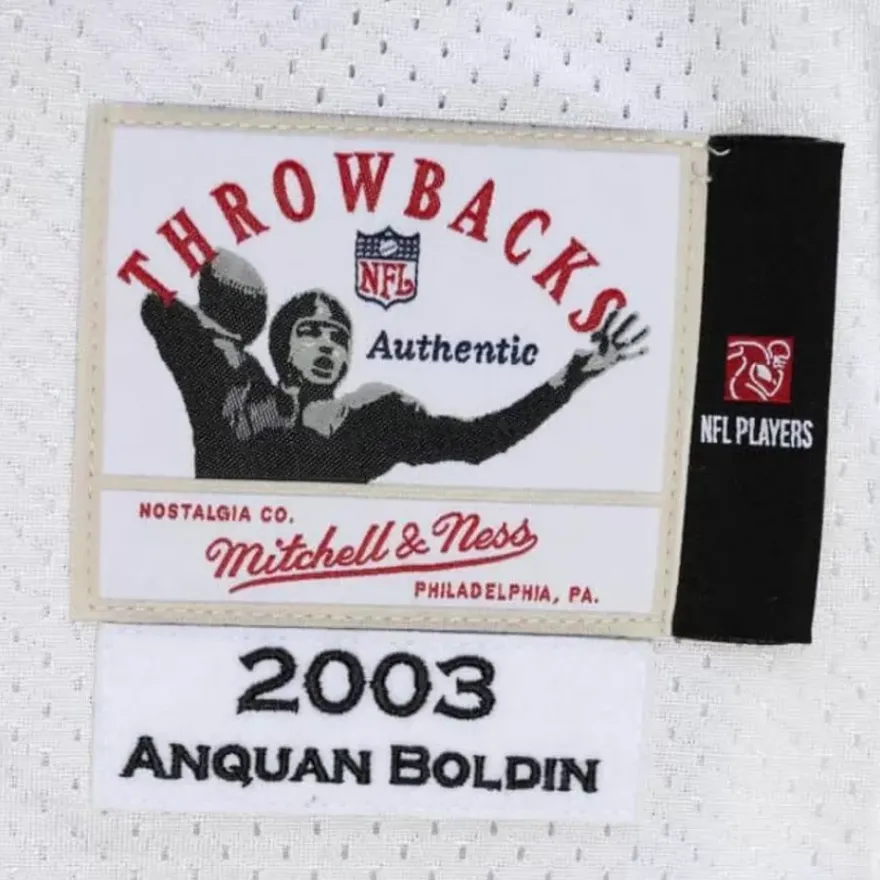 THROWBACKS
NFL
Authentic
NFL PLAYERS
NOSTALGIA CO.
Mitchell & Ness
PHILADELPHIA, PA.
2003
ANQUAN BOLDIN